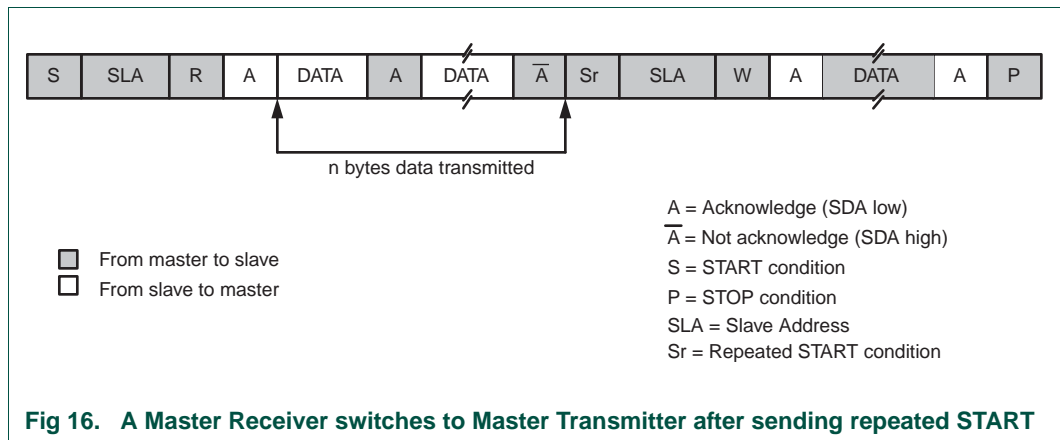 S SLA R A DATA A DATA A̅ Sr SLA W A DATA A P
n bytes data transmitted
A = Acknowledge (SDA low)
A̅ = Not acknowledge (SDA high)
S = START condition
P = STOP condition
SLA = Slave Address
Sr = Repeated START condition
From master to slave
From slave to master
Fig 16. A Master Receiver switches to Master Transmitter after sending repeated START